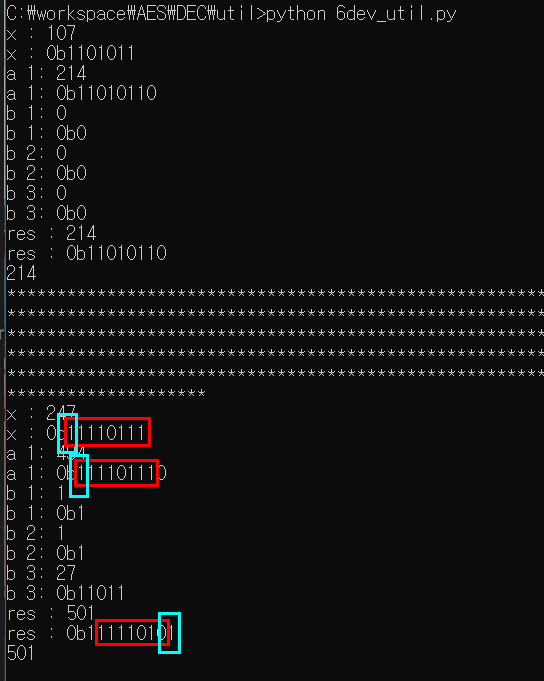 C:₩workspace₩AES₩DEC₩util>python 6dev_util.py
x : 107
x : 0b1101011
a 1: 214
a 1: 0b11010110
b 1: 0
b 1: 0b0
b 2: 0
b 2: 0b0
b 3: 0
b 3: 0b0
res : 214
res : 0b11010110
214
******************************************************
******************************************************
******************************************************
******************************************************
******************************************************
********************
x : 247
x : 0b11110111
a 1: 494
a 1: 0b111101110
b 1: 1
b 1: 0b1
b 2: 1
b 2: 0b1
b 3: 27
b 3: 0b11011
res : 501
res : 0b111110101
501